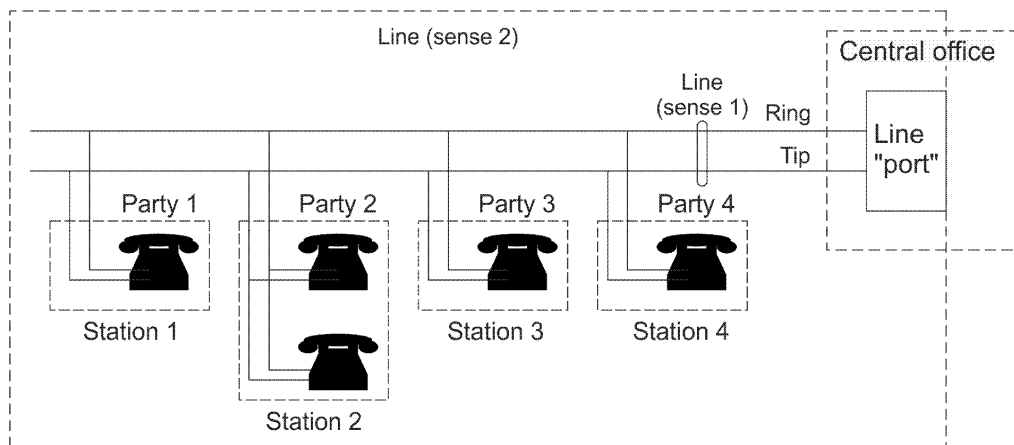 Line (sense 2)
Central office
Line
(sense 1)
Ring
Tip
Line
"port"
Party 1
Party 2
Party 3
Party 4
Station 1
Station 3
Station 4
Station 2